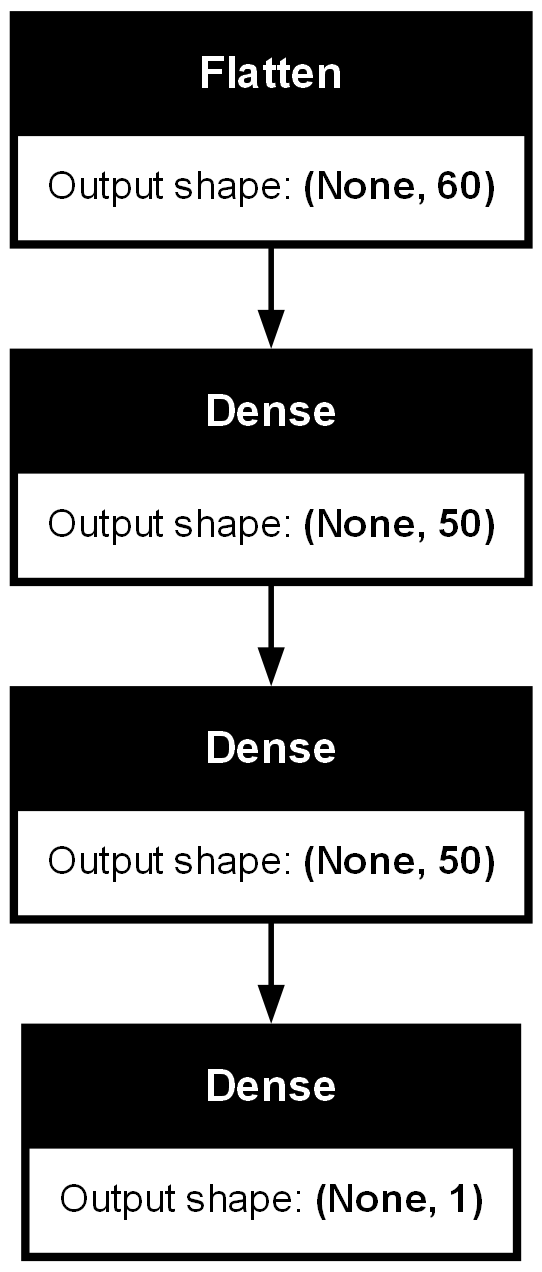 Flatten
Output shape: (None, 60)
Dense
Output shape: (None, 50)
Dense
Output shape: (None, 50)
Dense
Output shape: (None, 1)